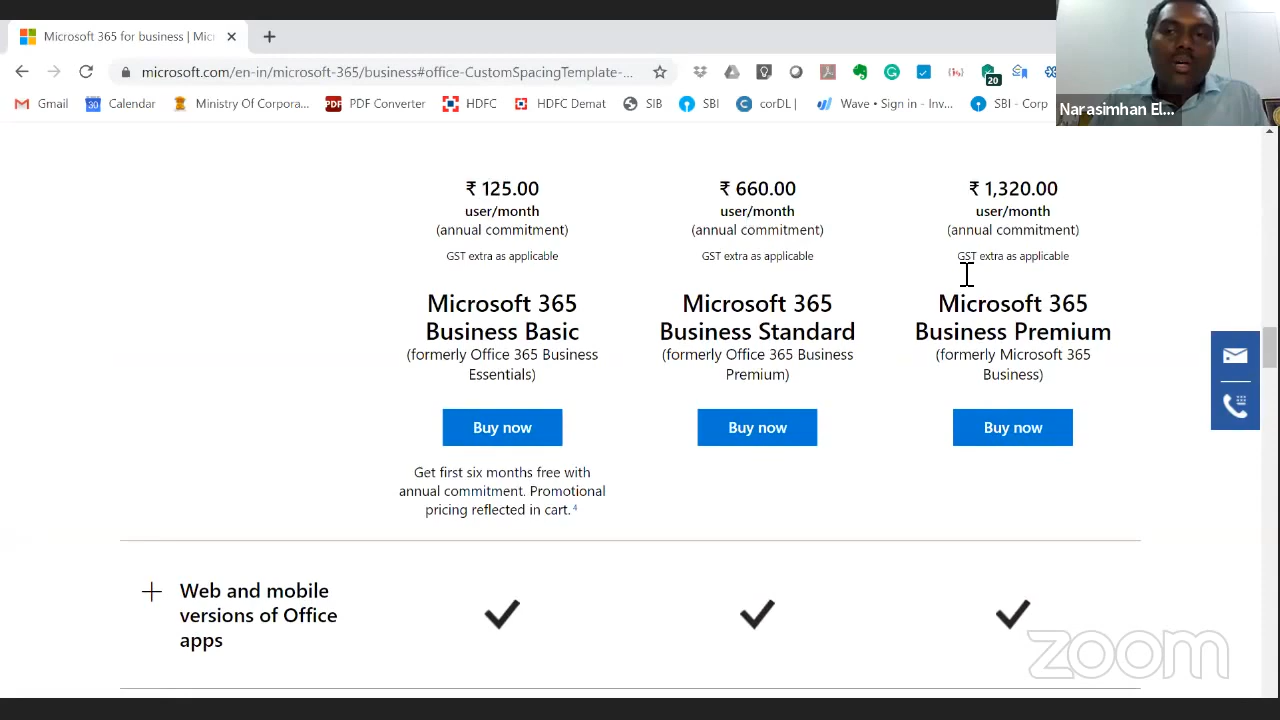 Microsoft 365 for business | Mic
microsoft.com/en-in/microsoft-365/business#office-CustomSpacingTemplate-...
20
Gmail
30
Calendar
Ministry Of Corpora...
PDF
PDF Converter
HDFC
HDFC Demat
SIB
SBI
C
corDL |
Wave • Sign in - Inv...
SBI - Corp
Narasimhan El...
₹ 125.00
user/month
(annual commitment)
GST extra as applicable
Microsoft 365
Business Basic
(formerly Office 365 Business
Essentials)
Buy now
Get first six months free with
annual commitment. Promotional
pricing reflected in cart. 4
₹ 660.00
user/month
(annual commitment)
GST extra as applicable
Microsoft 365
Business Standard
(formerly Office 365 Business
Premium)
Buy now
₹ 1,320.00
user/month
(annual commitment)
GST extra as applicable
Microsoft 365
Business Premium
(formerly Microsoft 365
Business)
Buy now
Web and mobile
versions of Office
apps
zoom